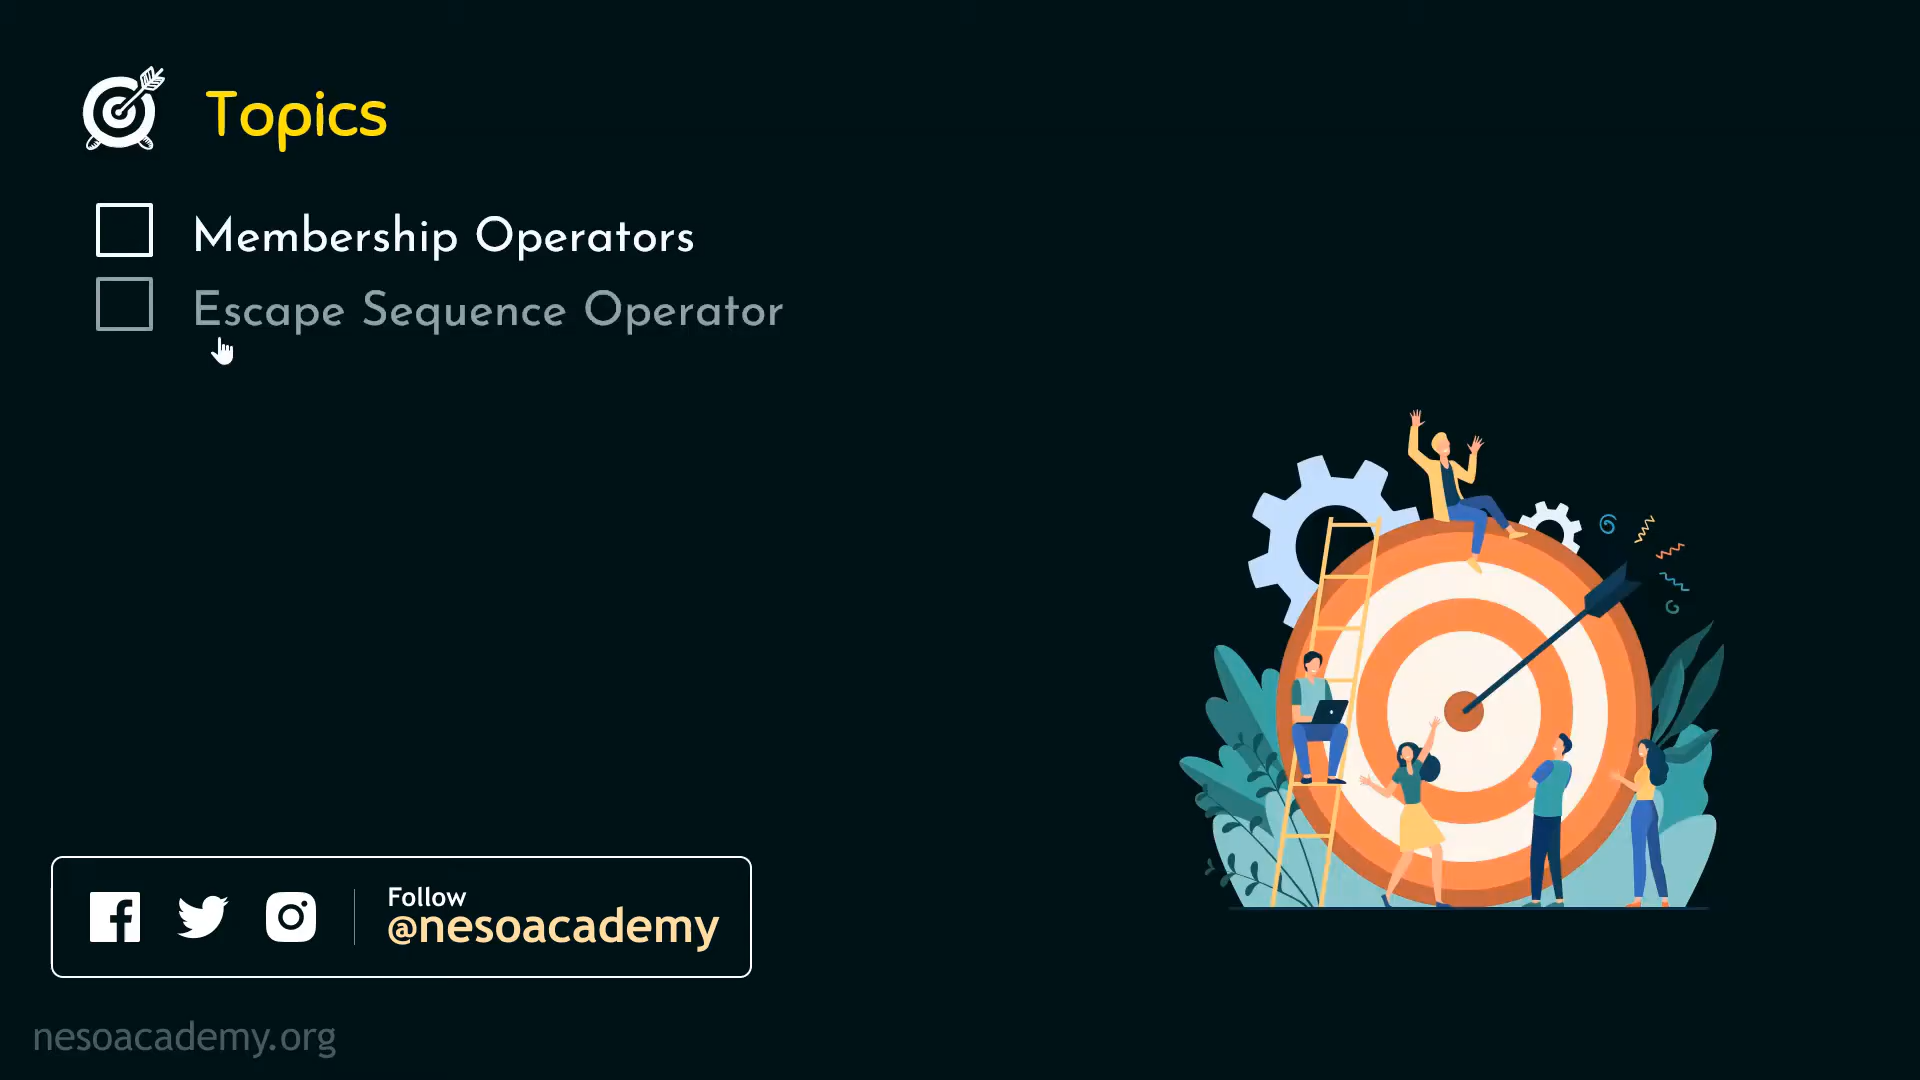 Topics
Membership Operators
Escape Sequence Operator
Follow
@nesoacademy
nesoacademy.org